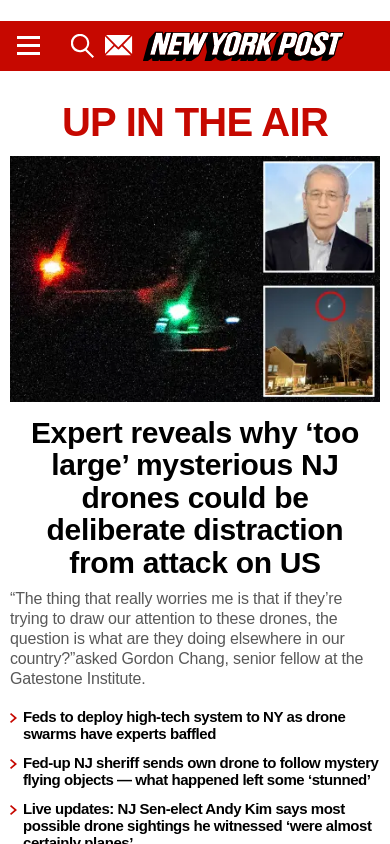 NEW YORK POST
UP IN THE AIR
Expert reveals why ‘too
large’ mysterious NJ
drones could be
deliberate distraction
from attack on US
“The thing that really worries me is that if they’re
trying to draw our attention to these drones, the
question is what are they doing elsewhere in our
country?”asked Gordon Chang, senior fellow at the
Gatestone Institute.
Feds to deploy high-tech system to NY as drone
swarms have experts baffled
Fed-up NJ sheriff sends own drone to follow mystery
flying objects — what happened left some ‘stunned’
Live updates: NJ Sen-elect Andy Kim says most
possible drone sightings he witnessed ‘were almost
certainly planes’